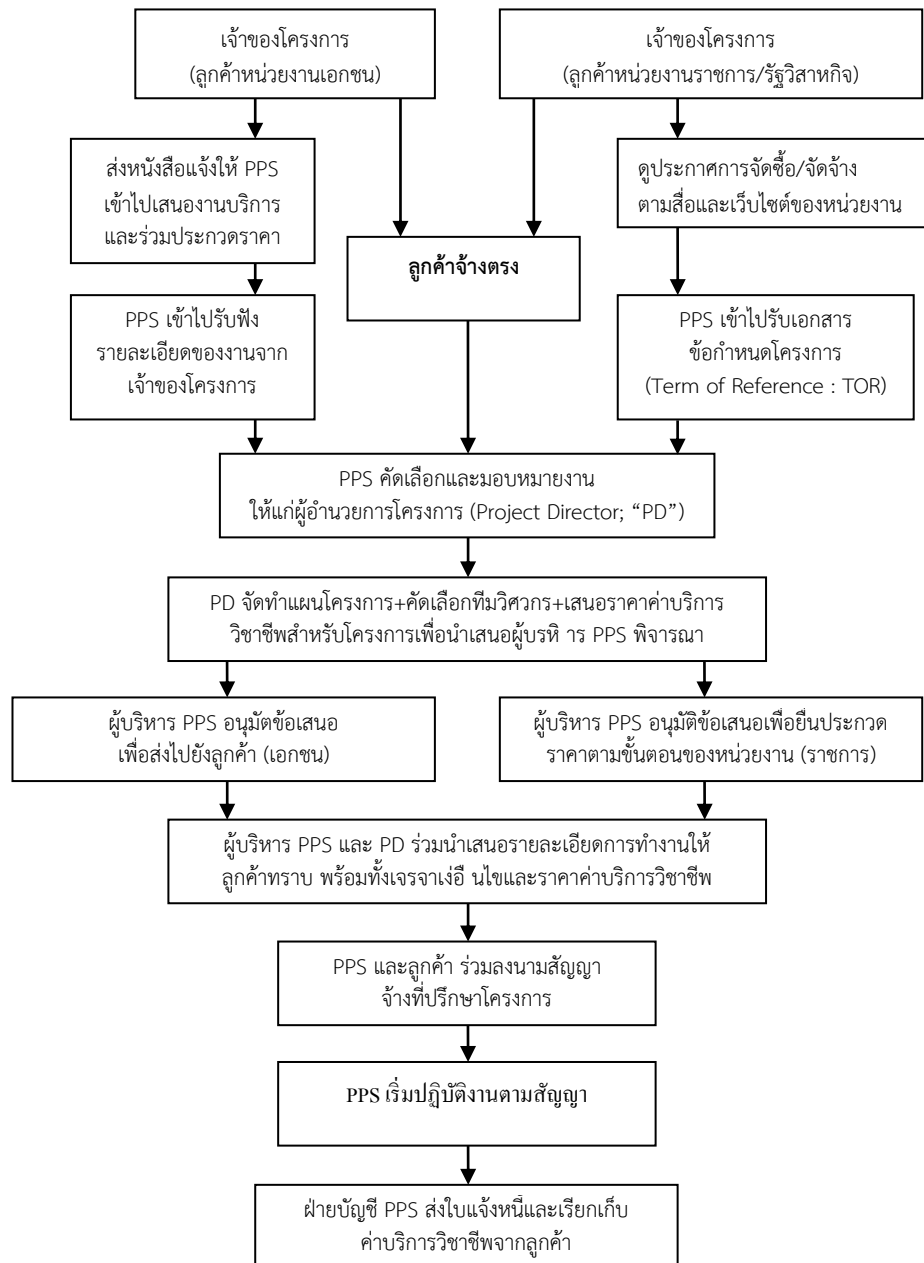 เจ้าของโครงการ
(ลูกค้าหน่วยงานเอกชน)
เจ้าของโครงการ
(ลูกค้าหน่วยงานราชการ/รัฐวิสาหกิจ)
ส่งหนังสือแจ้งให้ PPS
เข้าไปเสนองานบริการ
และร่วมประกวดราคา
ดูประกาศการจัดซื้อ/จัดจ้าง
ตามสื่อและเว็บไซต์ของหน่วยงาน
ลูกค้าจ้างตรง
PPS เข้าไปรับฟัง
รายละเอียดของงานจาก
เจ้าของโครงการ
PPS เข้าไปรับเอกสาร
ข้อกำหนดโครงการ
(Term of Reference : TOR)
PPS คัดเลือกและมอบหมายงาน
ให้แก่ผู้อำนวยการโครงการ (Project Director; “PD”)
PD จัดทำแผนโครงการ+คัดเลือกทีมวิศวกร+เสนอราคาค่าบริการ
วิชาชีพสำหรับโครงการเพื่อนำเสนอผู้บรหิ าร PPS พิจารณา
ผู้บริหาร PPS อนุมัตข้อเสนอ
เพื่อส่งไปยังลูกค้า (เอกชน)
ผู้บริหาร PPS อนุมัติข้อเสนอเพื่อยื่นประกวด
ราคาตามขั้นตอนของหน่วยงาน (ราชการ)
ผู้บริหาร PPS และ PD ร่วมนำเสนอรายละเอียดการทำงานให้
ลูกค้าทราบ พร้อมทั้งเจรจาเง่อื นไขและราคาค่าบริการวิชาชีพ
PPS และลูกค้า ร่วมลงนามสัญญา
จ้างที่ปรึกษาโครงการ
PPS เริ่มปฏิบัติงานตามสัญญา
ฝ่ายบัญชี PPS ส่งใบแจ้งหนี้และเรียกเก็บ
ค่าบริการวิชาชีพจากลูกค้า